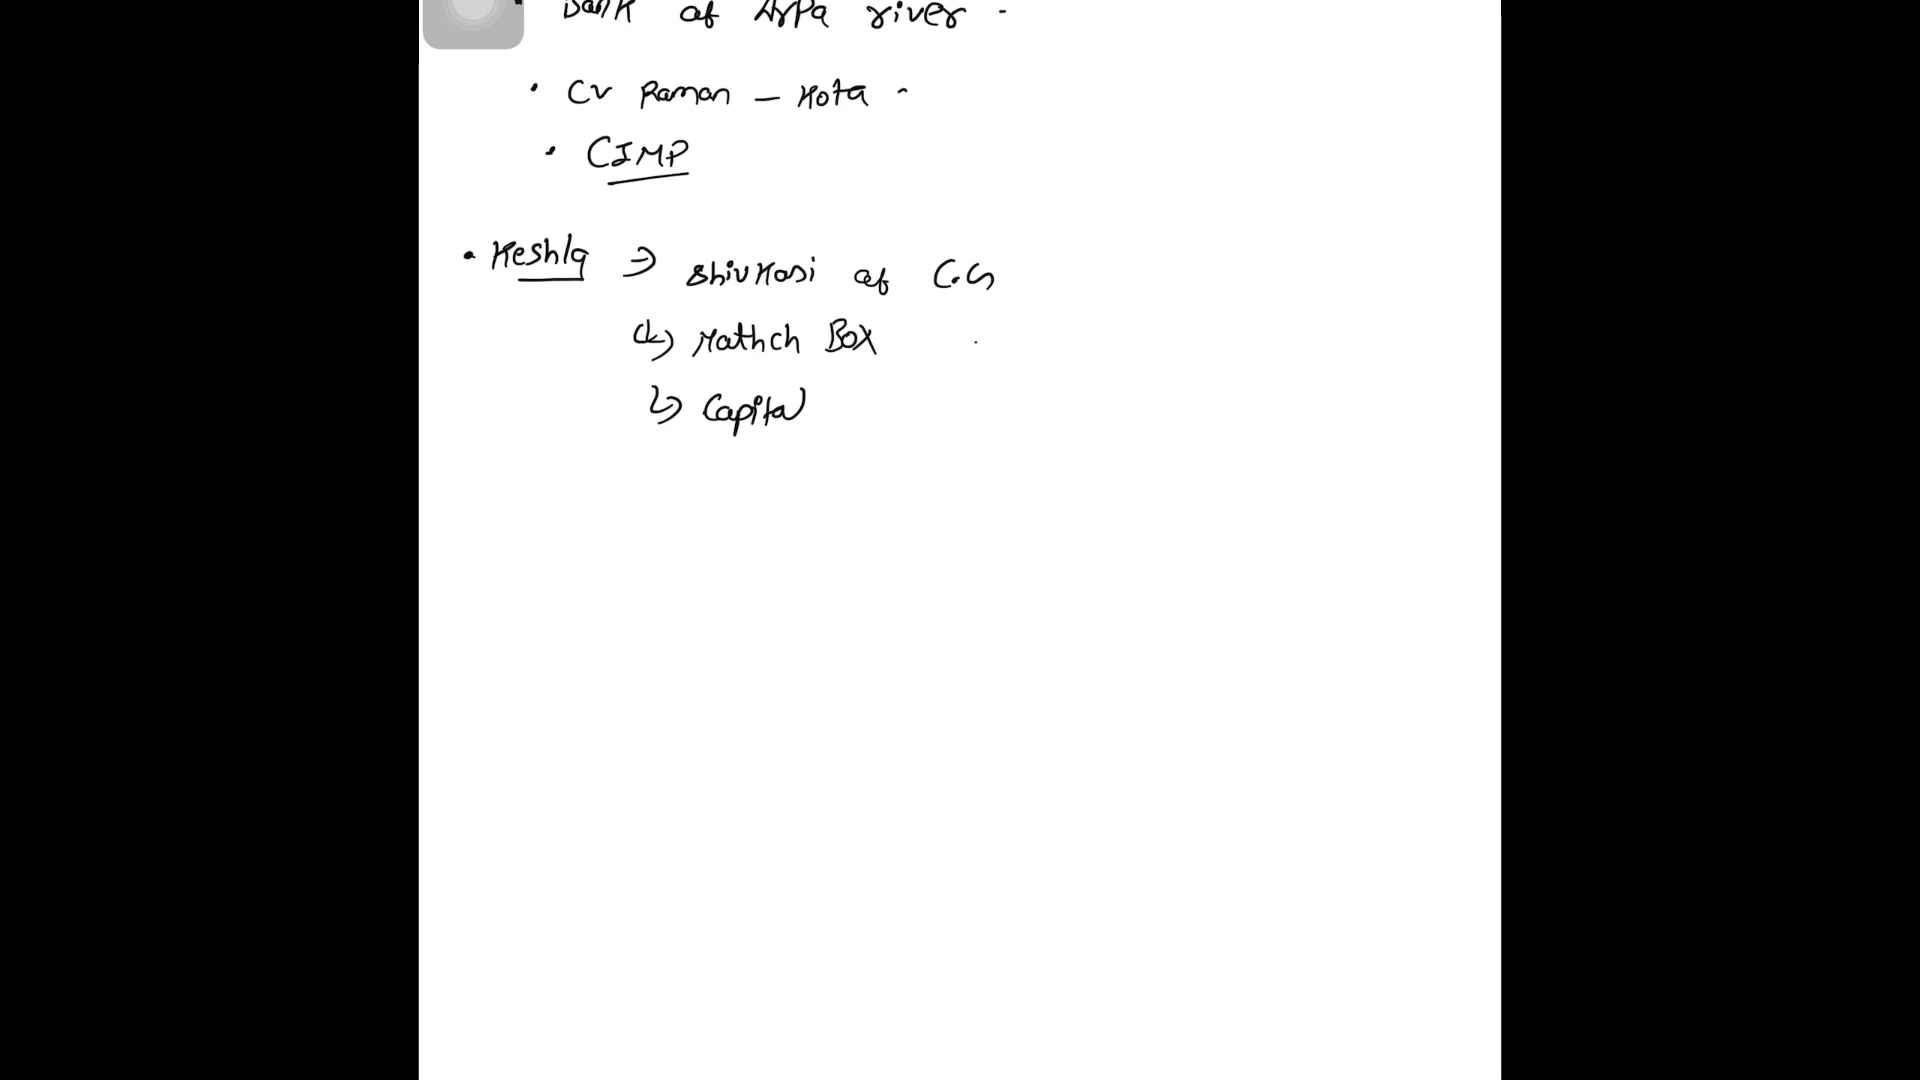 Bank of Arpa river -
• CV Raman - Kota -
• CIMP
• Keshla ⇒ Shivkasi of C.G
↳ Mathch Box
↳ Capital